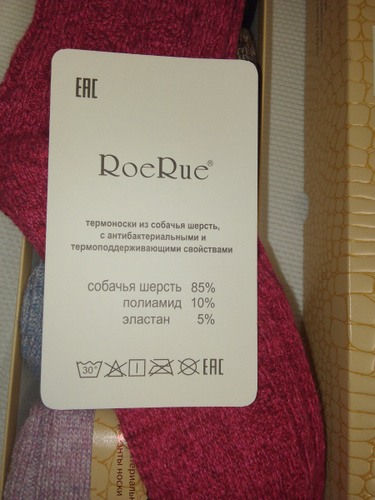 EAC
RoeRue®
термоноски из собачья шерсть,
с антибактериальными и
термоподдерживающими свойствами
собачья шерсть 85%
полиамид 10%
эластан 5%
30° EAC